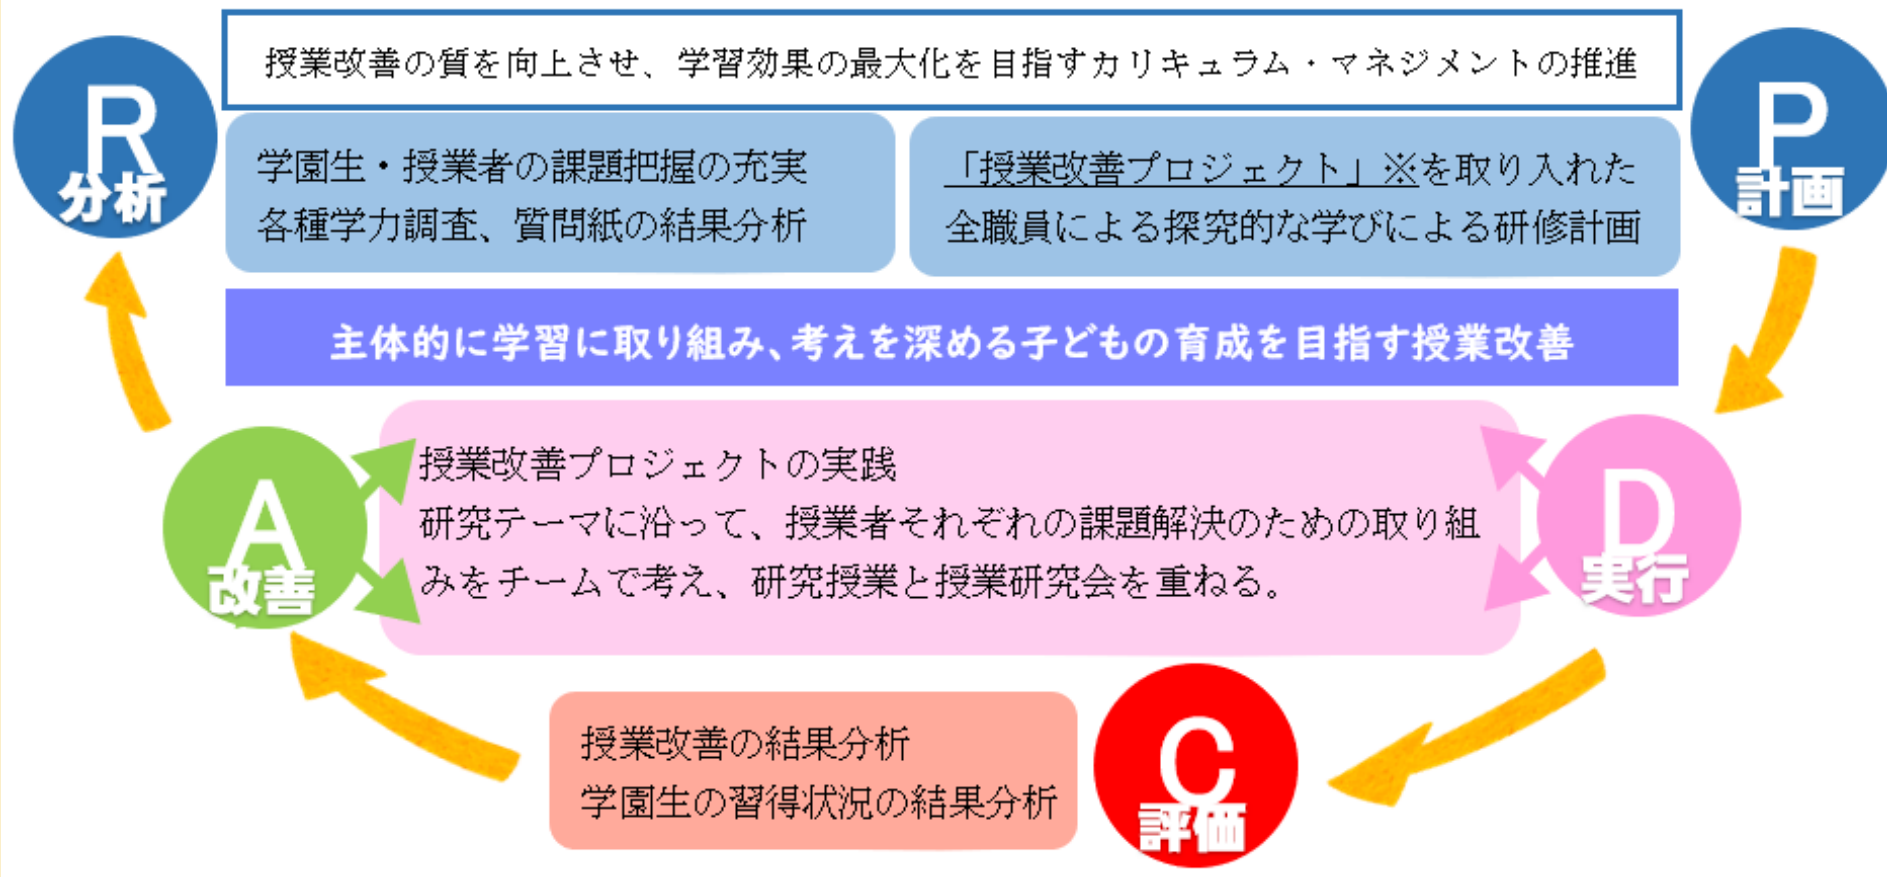 授業改善の質を向上させ、学習効果の最大化を目指すカリキュラム・マネジメントの推進
R
分析
学園生・授業者の課題把握の充実
各種学力調査、質問紙の結果分析
「授業改善プロジェクト」※を取り入れた
全職員による探究的な学びによる研修計画
P
計画
主体的に学習に取り組み、考えを深める子どもの育成を目指す授業改善
A
改善
授業改善プロジェクトの実践
研究テーマに沿って、授業者それぞれの課題解決のための取り組
みをチームで考え、研究授業と授業研究会を重ねる。
D
実行
授業改善の結果分析
学園生の習得状況の結果分析
C
評価